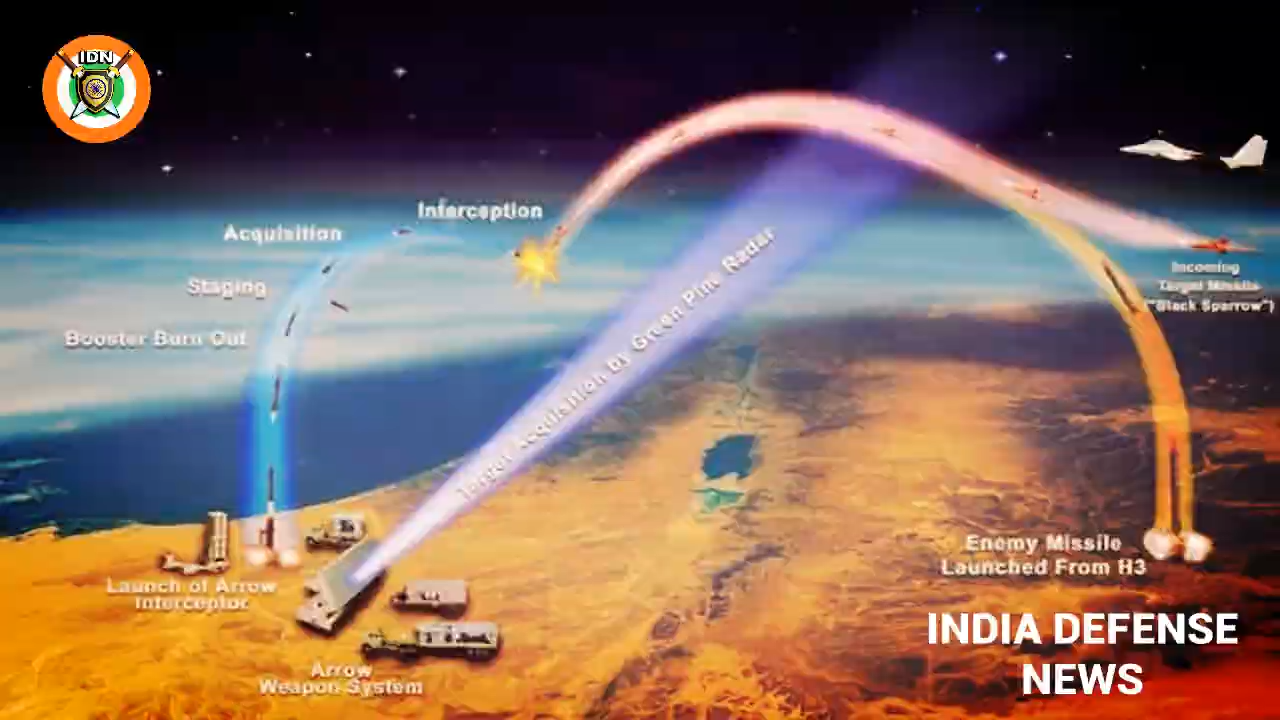 IDN
Interception
Acquisition
Staging
Booster Burn Out
Target acquisition by Green Pine Radar
Incoming
Target Missile
("Black Sparrow")
Enemy Missile
Launched From H3
Launch of Arrow
Interceptor
Arrow
Weapon System
INDIA DEFENSE
NEWS